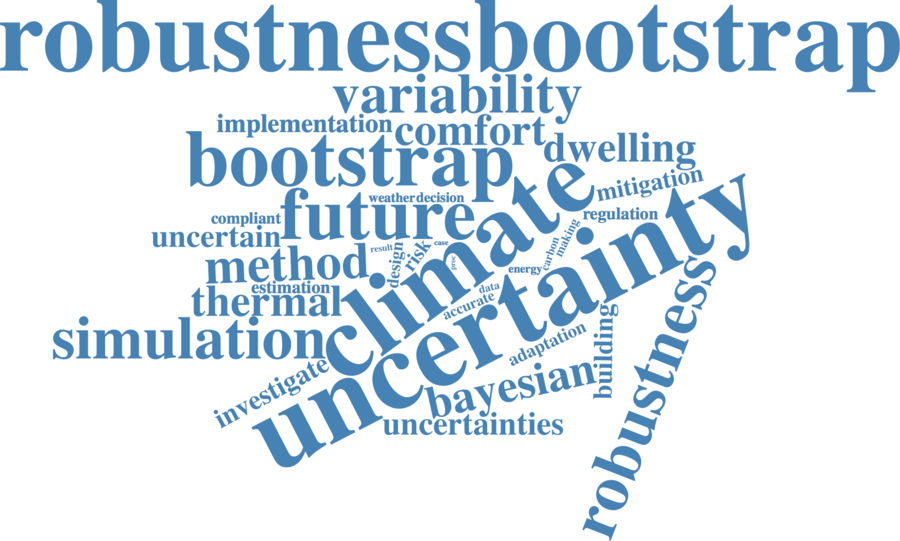 robustnessbootstrap
variability
implementation
comfort
bootstrap
dwelling
climate
mitigation
weather
decision
future
compliant
regulation
uncertain
uncertainty
result
design
risk
case
proc
carbon
making
method
energy
estimation
data
accurate
thermal
simulation
adaptation
building
robustness
investigate
bayesian
uncertainties